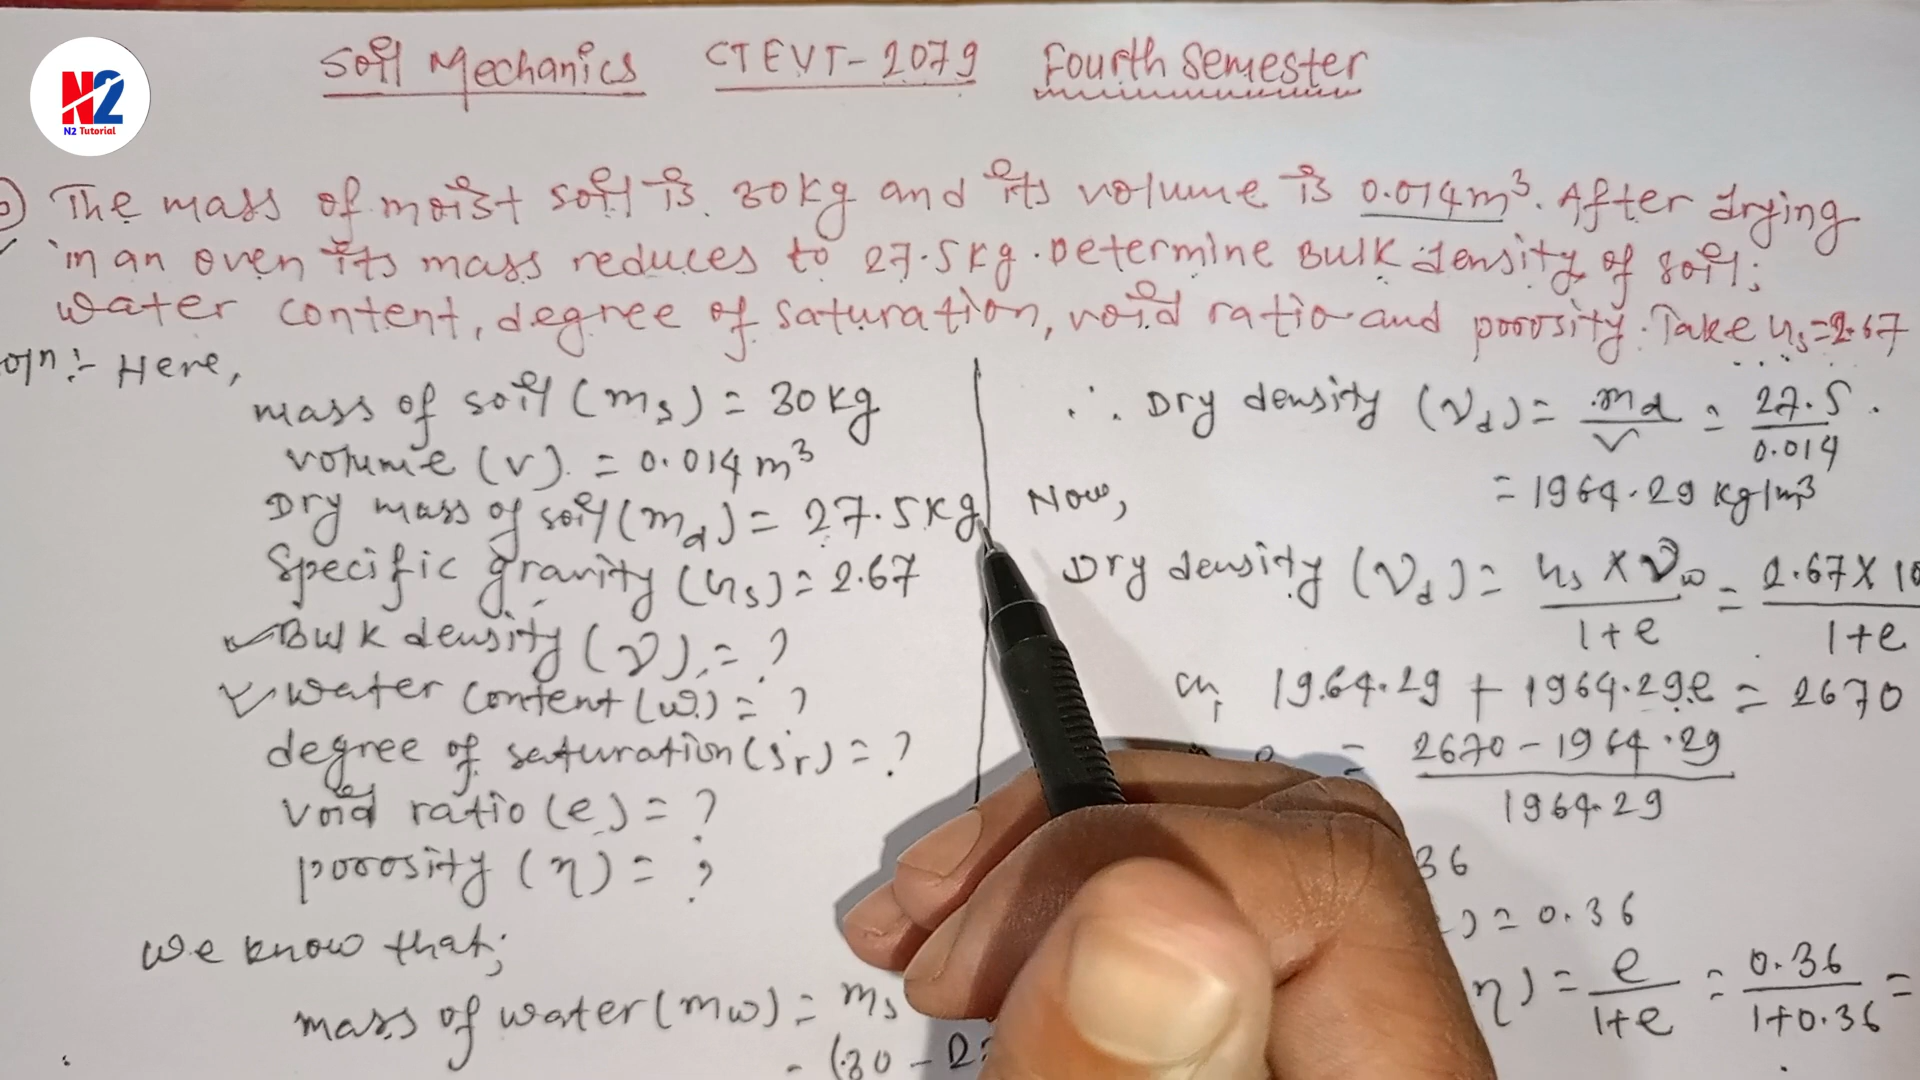 N2
N2 Tutorial
Soil Mechanics CTEVT-2079 Fourth Semester
The mass of moist soil is 30kg and its volume is 0.014m³. After drying
in an oven its mass reduces to 27.5kg. Determine Bulk density of soil;
water content, degree of saturation, void ratio and porosity. Take Gs=2.67
Here,
mass of soil (ms) = 30kg
volume (v) = 0.014 m³
Dry mass of soil (md) = 27.5kg
Specific gravity (Gs) = 2.67
Bulk density (γ) = ?
water content (w) = ?
degree of saturation (Sr) = ?
void ratio (e) = ?
porosity (η) = ?
we know that;
mass of water (mw) = ms
= (30 -
∴ Dry density (γd) = md/v = 27.5/0.014
= 1964.29 kg/m³
Now,
Dry density (γd) = Gs × γw/1+e = 2.67× 10/1+e
1964.29 + 1964.29e = 2670
= 2670 - 1964.29/1964.29
36
) = 0.36
η) = e/1+e = 0.36/1+0.36 =